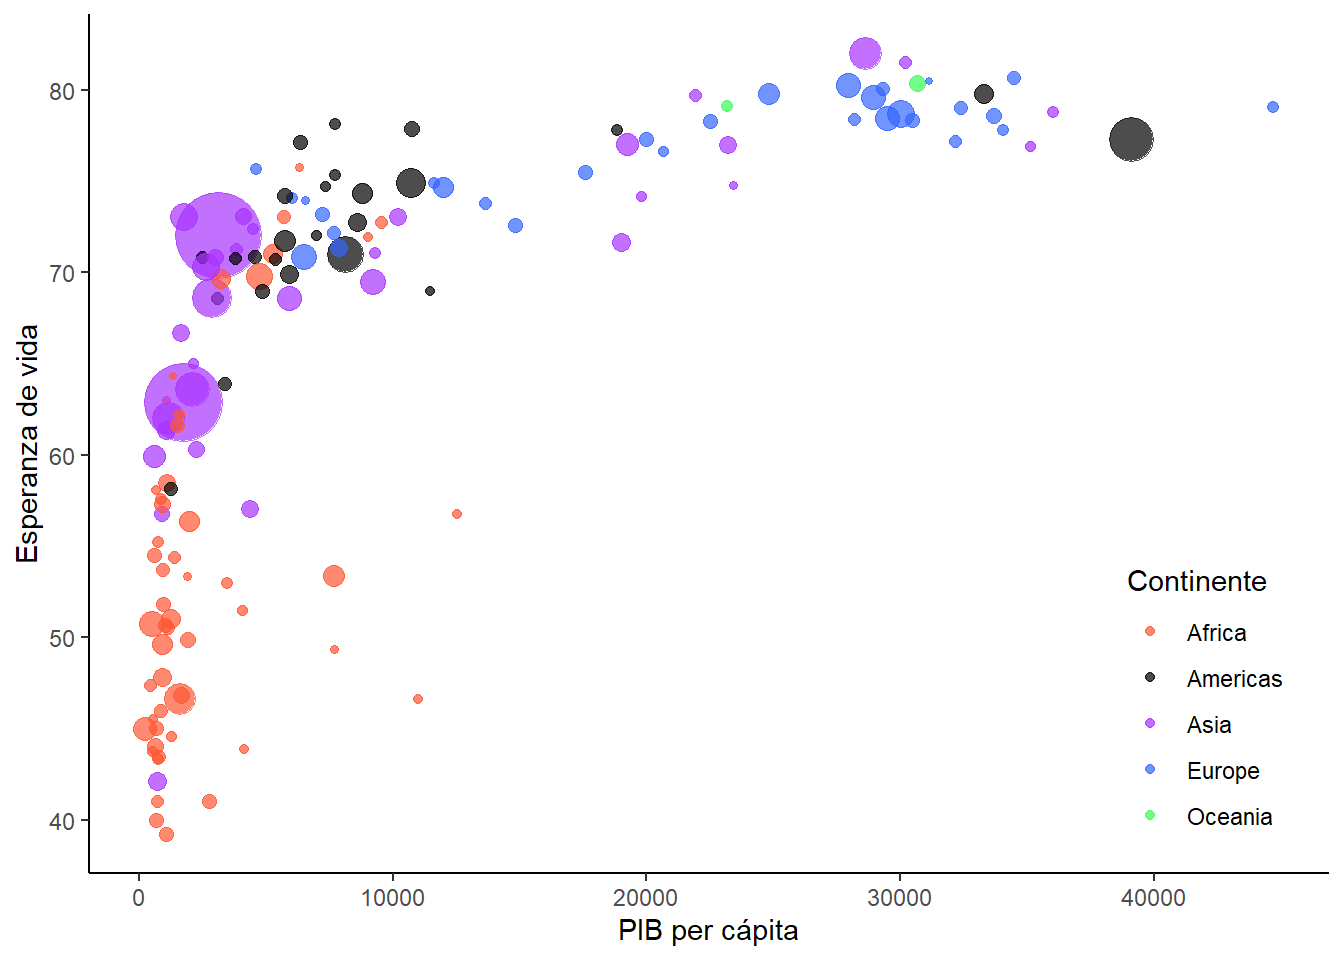 Esperanza de vida
80
70
60
50
40
0 10000 20000 30000 40000
PIB per cápita
Continente
Africa
Americas
Asia
Europe
Oceania